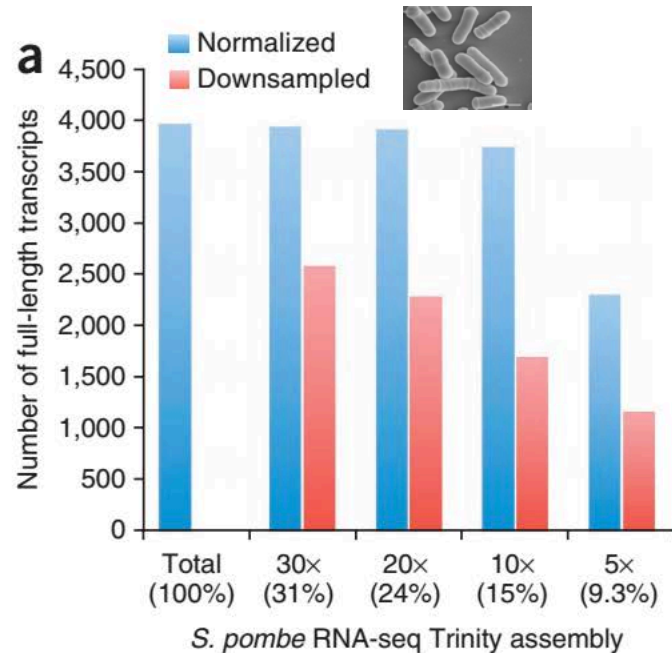 a
Normalized
Downsampled
Number of full-length transcripts
4,500
4,000
3,500
3,000
2,500
2,000
1,500
1,000
500
0
Total 30× 20× 10× 5×
(100%) (31%) (24%) (15%) (9.3%)
S. pombe RNA-seq Trinity assembly